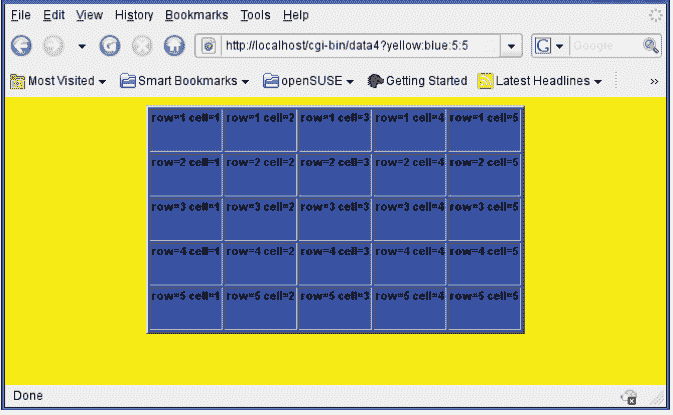 File Edit View History Bookmarks Tools Help
http://localhost/cgi-bin/data4?yellow:blue:5:5 G Google
Most Visited Smart Bookmarks openSUSE Getting Started Latest Headlines »
row=1 cell=1 row=1 cell=2 row=1 cell=3 row=1 cell=4 row=1 cell=5
row=2 cell=1 row=2 cell=2 row=2 cell=3 row=2 cell=4 row=2 cell=5
row=3 cell=1 row=3 cell=2 row=3 cell=3 row=3 cell=4 row=3 cell=5
row=4 cell=1 row=4 cell=2 row=4 cell=3 row=4 cell=4 row=4 cell=5
row=5 cell=1 row=5 cell=2 row=5 cell=3 row=5 cell=4 row=5 cell=5
Done